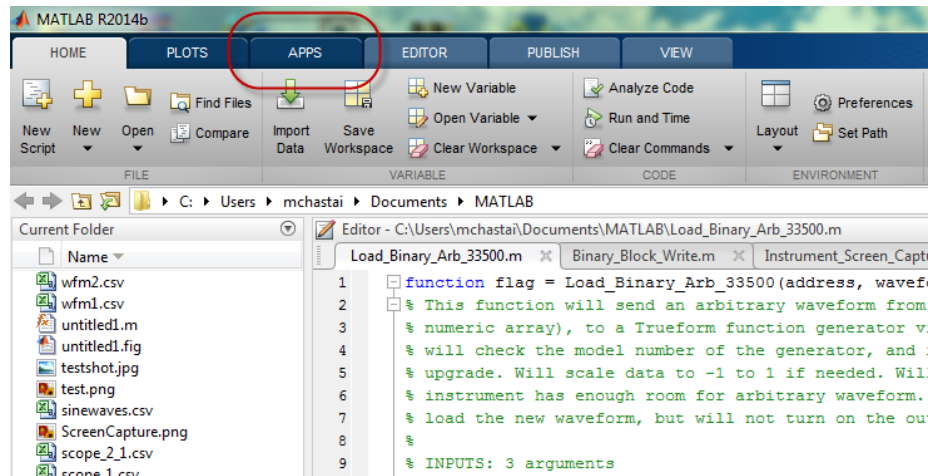 MATLAB R2014b
HOME PLOTS APPS EDITOR PUBLISH VIEW
New Script
New
Open
Find Files
Compare
FILE
Import Data
Save Workspace
New Variable
Open Variable
Clear Workspace
VARIABLE
Analyze Code
Run and Time
Clear Commands
CODE
Layout
Preferences
Set Path
ENVIRONMENT
C: Users mchastai Documents MATLAB
Current Folder
Name
wfm2.csv
wfm1.csv
untitled1.m
untitled1.fig
testshot.jpg
test.png
sinewaves.csv
ScreenCapture.png
scope_2_1.csv
scope_1.csv
Editor - C:\Users\mchastai\Documents\MATLAB\Load_Binary_Arb_33500.m
Load_Binary_Arb_33500.m Binary_Block_Write.m Instrument_Screen_Captu
1 function flag = Load_Binary_Arb_33500(address, wavefo
2 % This function will send an arbitrary waveform from
3 % numeric array), to a Trueform function generator vi
4 % will check the model number of the generator, and
5 % upgrade. Will scale data to -1 to 1 if needed. Wil
6 % instrument has enough room for arbitrary waveform.
7 % load the new waveform, but will not turn on the ou
8 %
9 % INPUTS: 3 arguments